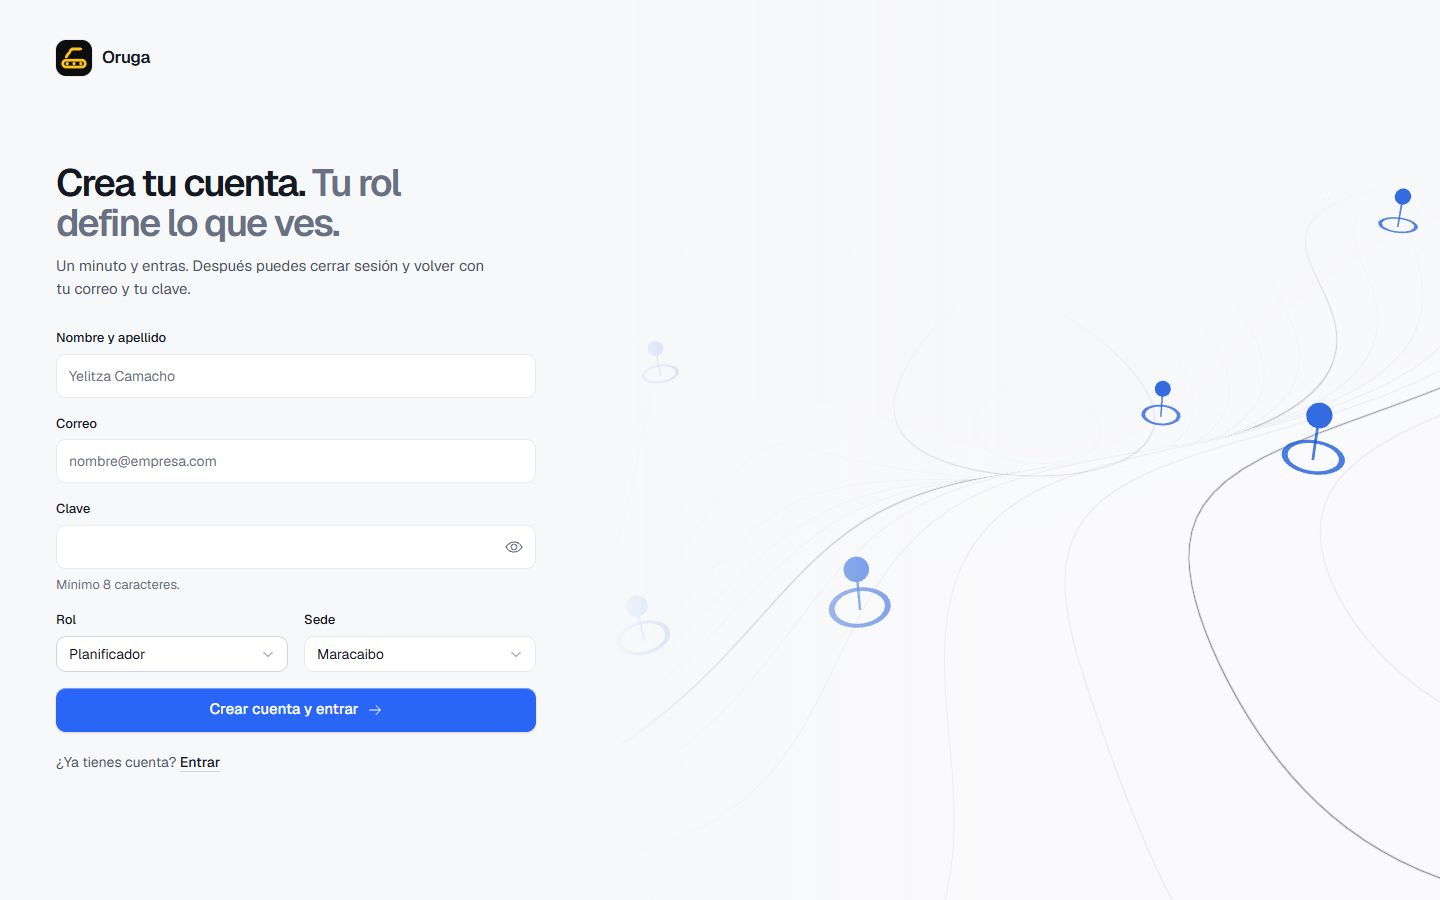 Oruga
Crea tu cuenta. Tu rol
define lo que ves.
Un minuto y entras. Después puedes cerrar sesión y volver con
tu correo y tu clave.
Nombre y apellido
Yelitza Camacho
Correo
nombre@empresa.com
Clave
Mínimo 8 caracteres.
Rol
Sede
Planificador
Maracaibo
Crear cuenta y entrar →
¿Ya tienes cuenta? Entrar